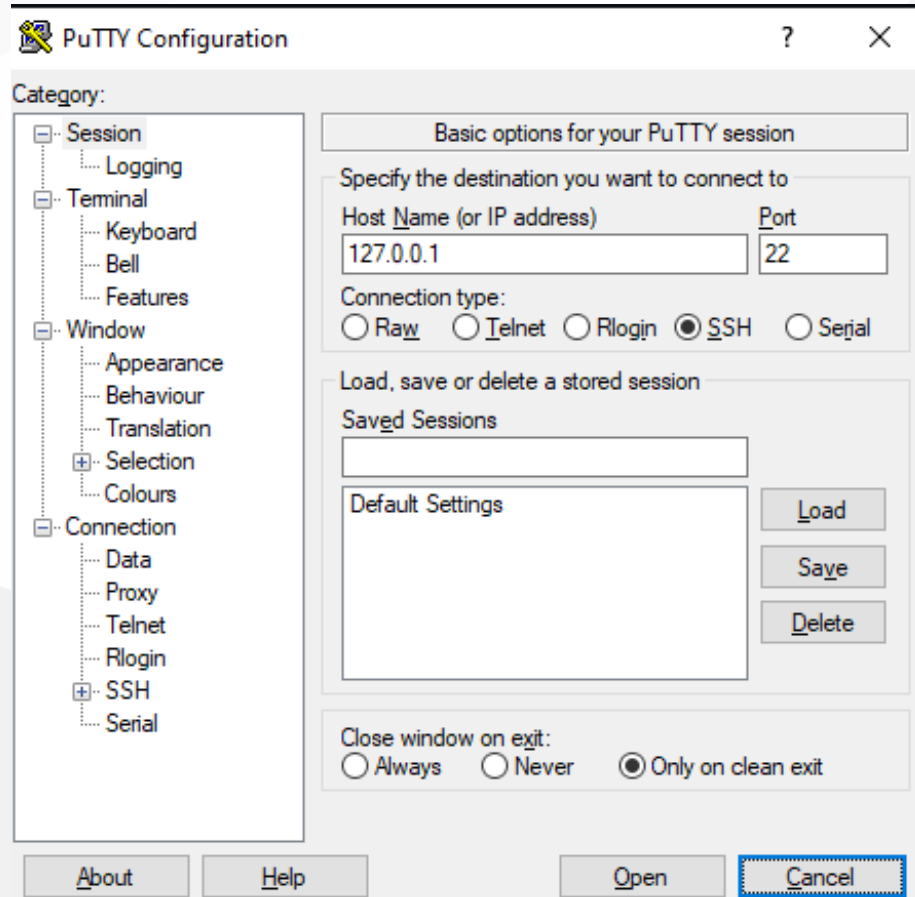 PuTTY Configuration
?
Category:
Session
Logging
Terminal
Keyboard
Bell
Features
Window
Appearance
Behaviour
Translation
Selection
Colours
Connection
Data
Proxy
Telnet
Rlogin
SSH
Serial
Basic options for your PuTTY session
Specify the destination you want to connect to
Host Name (or IP address) Port
127.0.0.1 22
Connection type:
Raw Telnet Rlogin SSH Serial
Load, save or delete a stored session
Saved Sessions
Default Settings
Load
Save
Delete
Close window on exit:
Always Never Only on clean exit
About Help Open Cancel